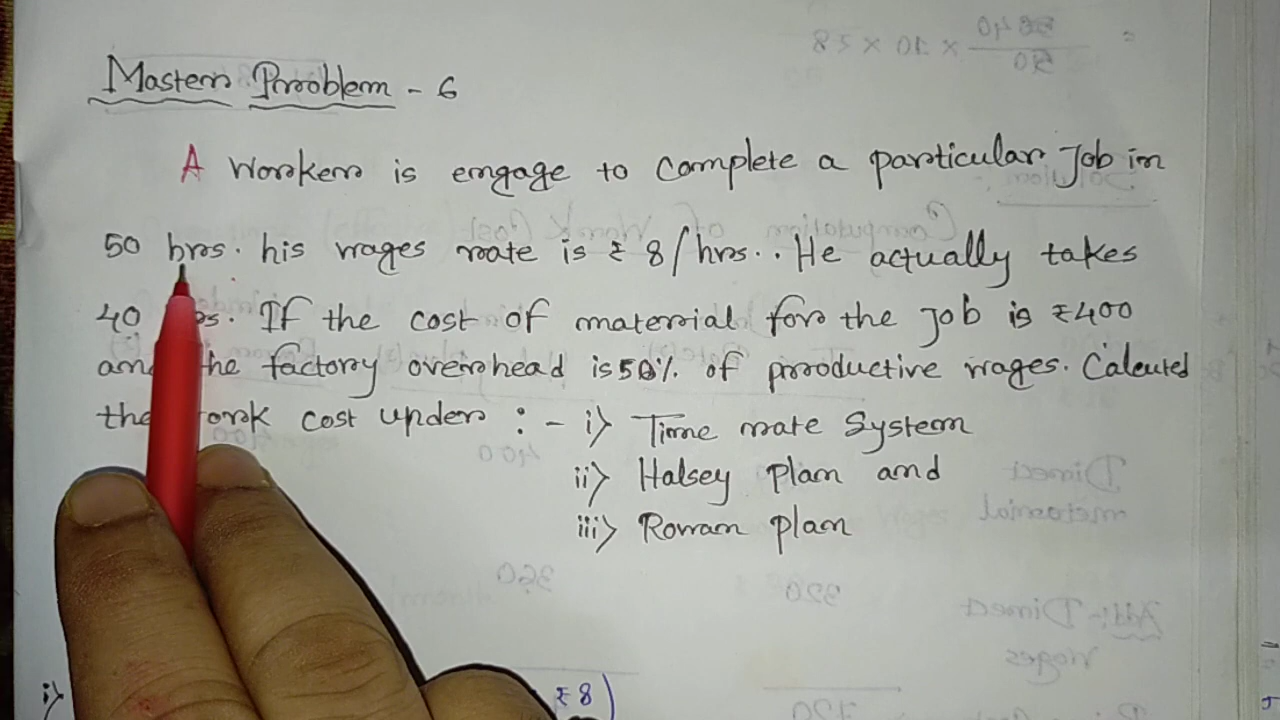 Master Problem - 6
A Worker is engage to Complete a particular Job in
50 hrs. his wages rate is ₹ 8/hrs.. He actually takes
40 If the cost of material for the Job is ₹400
the factory overhead is 50% of productive wages. Caleuted
cost under : - i) Time rate System
ii) Halsey plan and
iii) Rowan plan
i) ₹ 8)